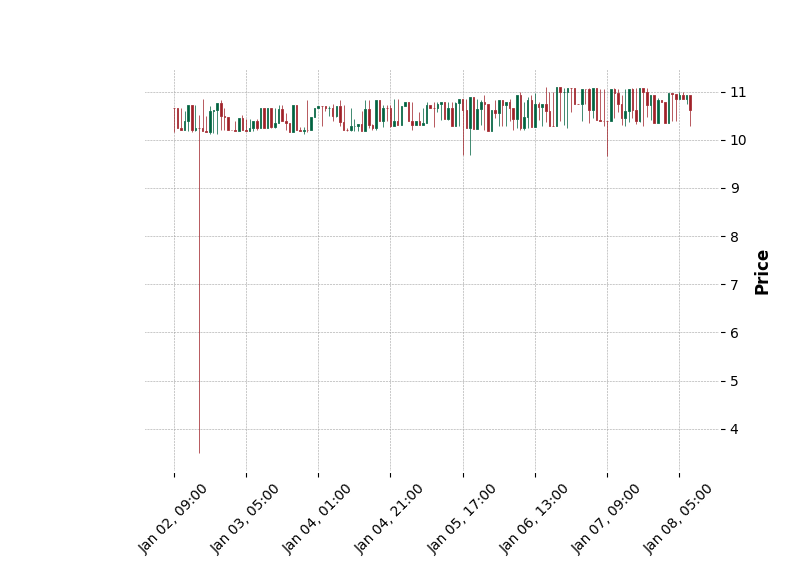 11
10
9
8
7
6
5
4
Price
Jan 02, 09:00
Jan 03, 05:00
Jan 04, 01:00
Jan 04, 21:00
Jan 05, 17:00
Jan 06, 13:00
Jan 07, 09:00
Jan 08, 05:00